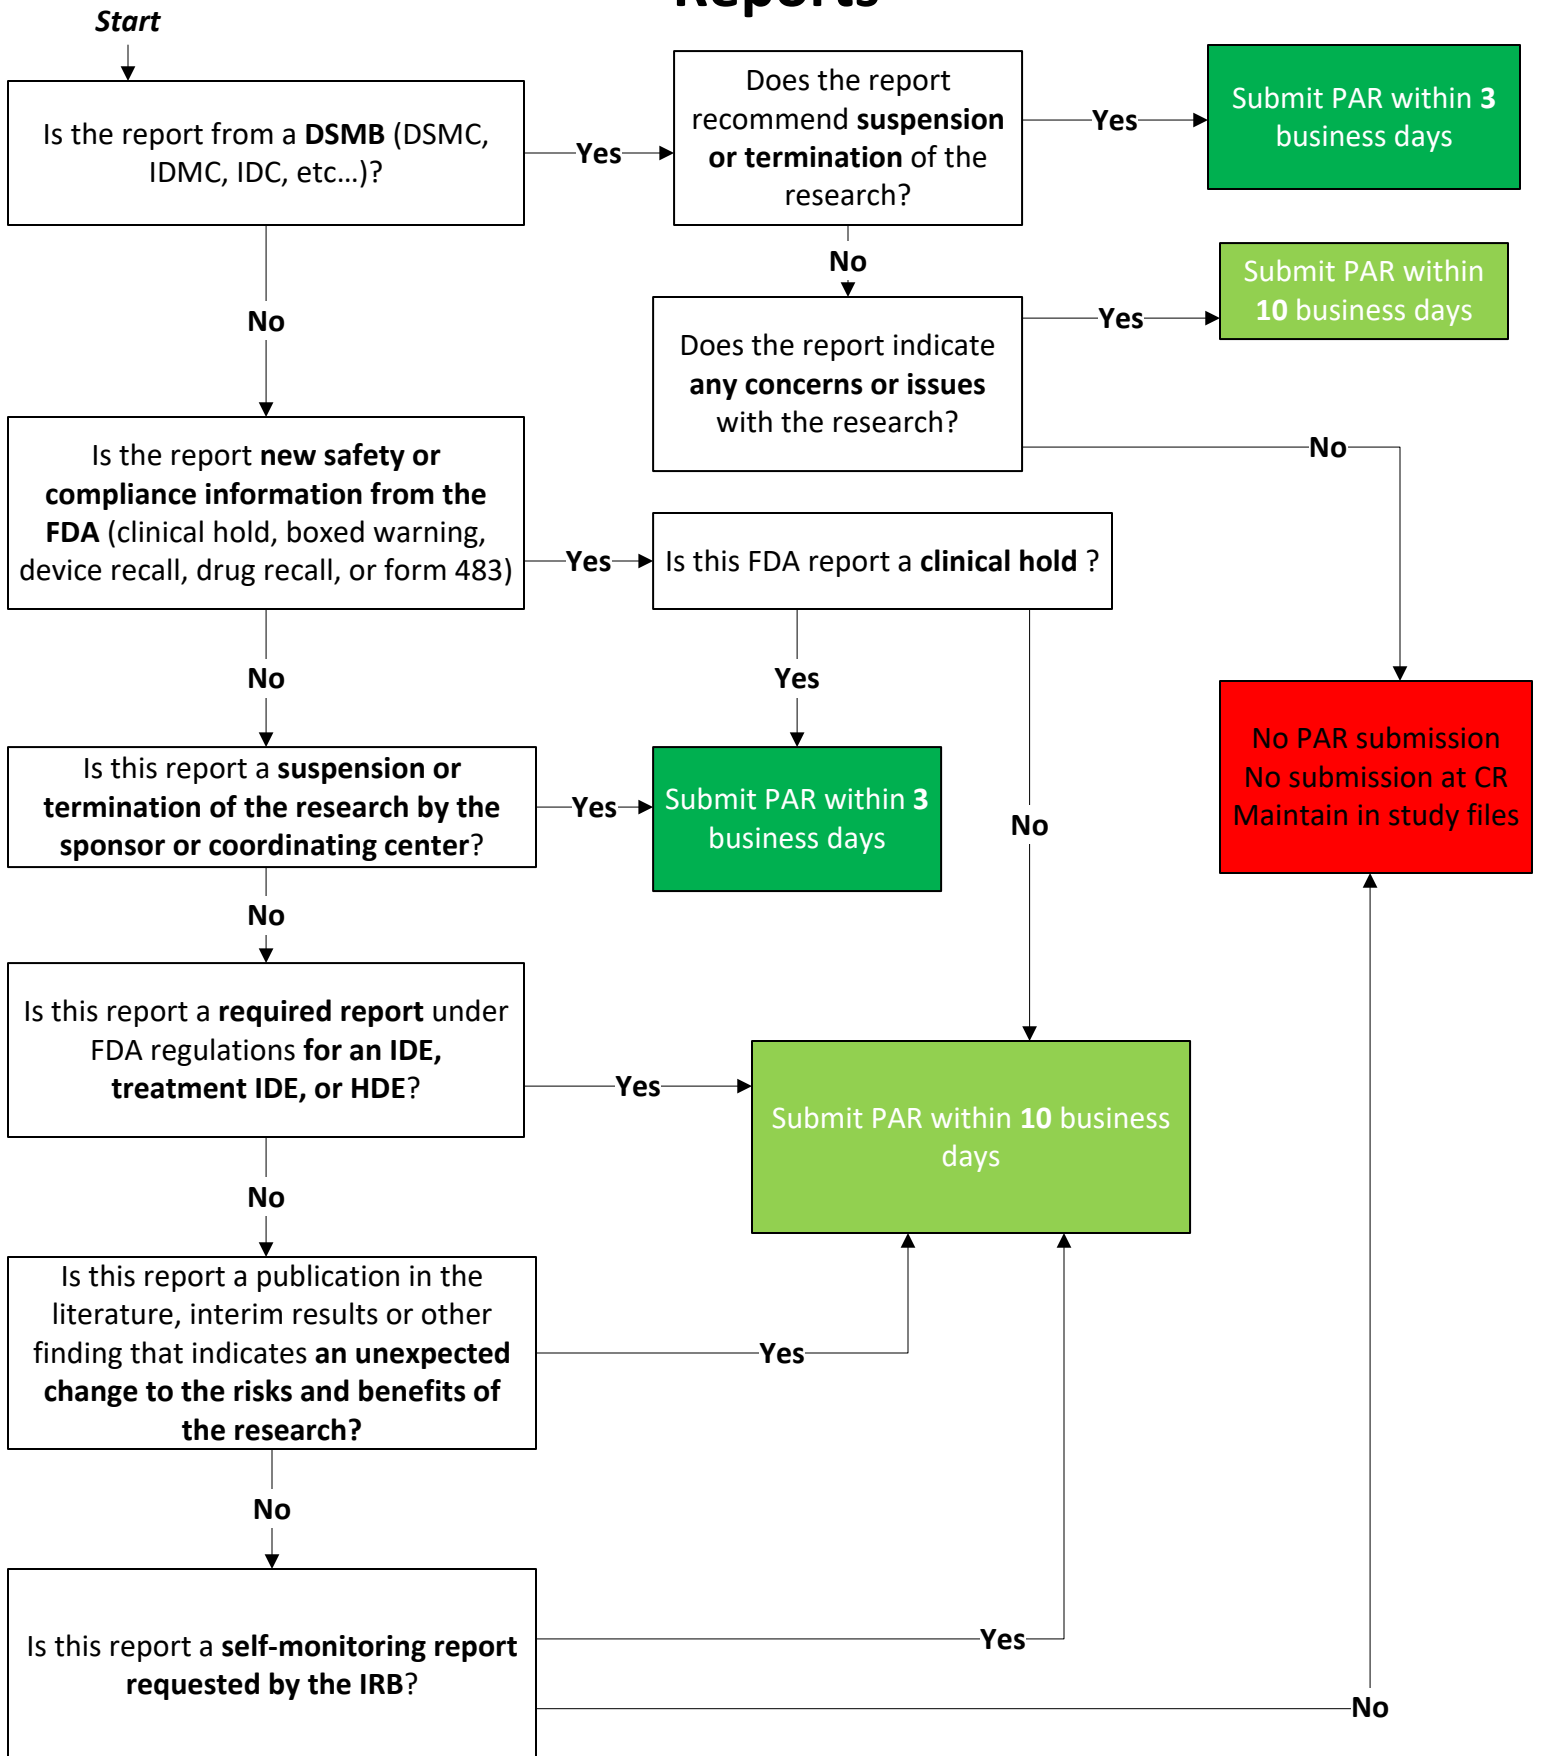 Reports
Start
Is the report from a DSMB (DSMC,
IDMC, IDC, etc…)?
Yes
Does the report
recommend suspension
or termination of the
research?
Yes
Submit PAR within 3
business days
No
Does the report indicate
any concerns or issues
with the research?
Yes
Submit PAR within
10 business days
No
No
Is the report new safety or
compliance information from the
FDA (clinical hold, boxed warning,
device recall, drug recall, or form 483)
Yes
Is this FDA report a clinical hold ?
Yes
No
No
Is this report a suspension or
termination of the research by the
sponsor or coordinating center?
Yes
Submit PAR within 3
business days
No PAR submission
No submission at CR
Maintain in study files
No
Is this report a required report under
FDA regulations for an IDE,
treatment IDE, or HDE?
Yes
Submit PAR within 10 business
days
No
Is this report a publication in the
literature, interim results or other
finding that indicates an unexpected
change to the risks and benefits of
the research?
Yes
No
Is this report a self-monitoring report
requested by the IRB?
Yes
No